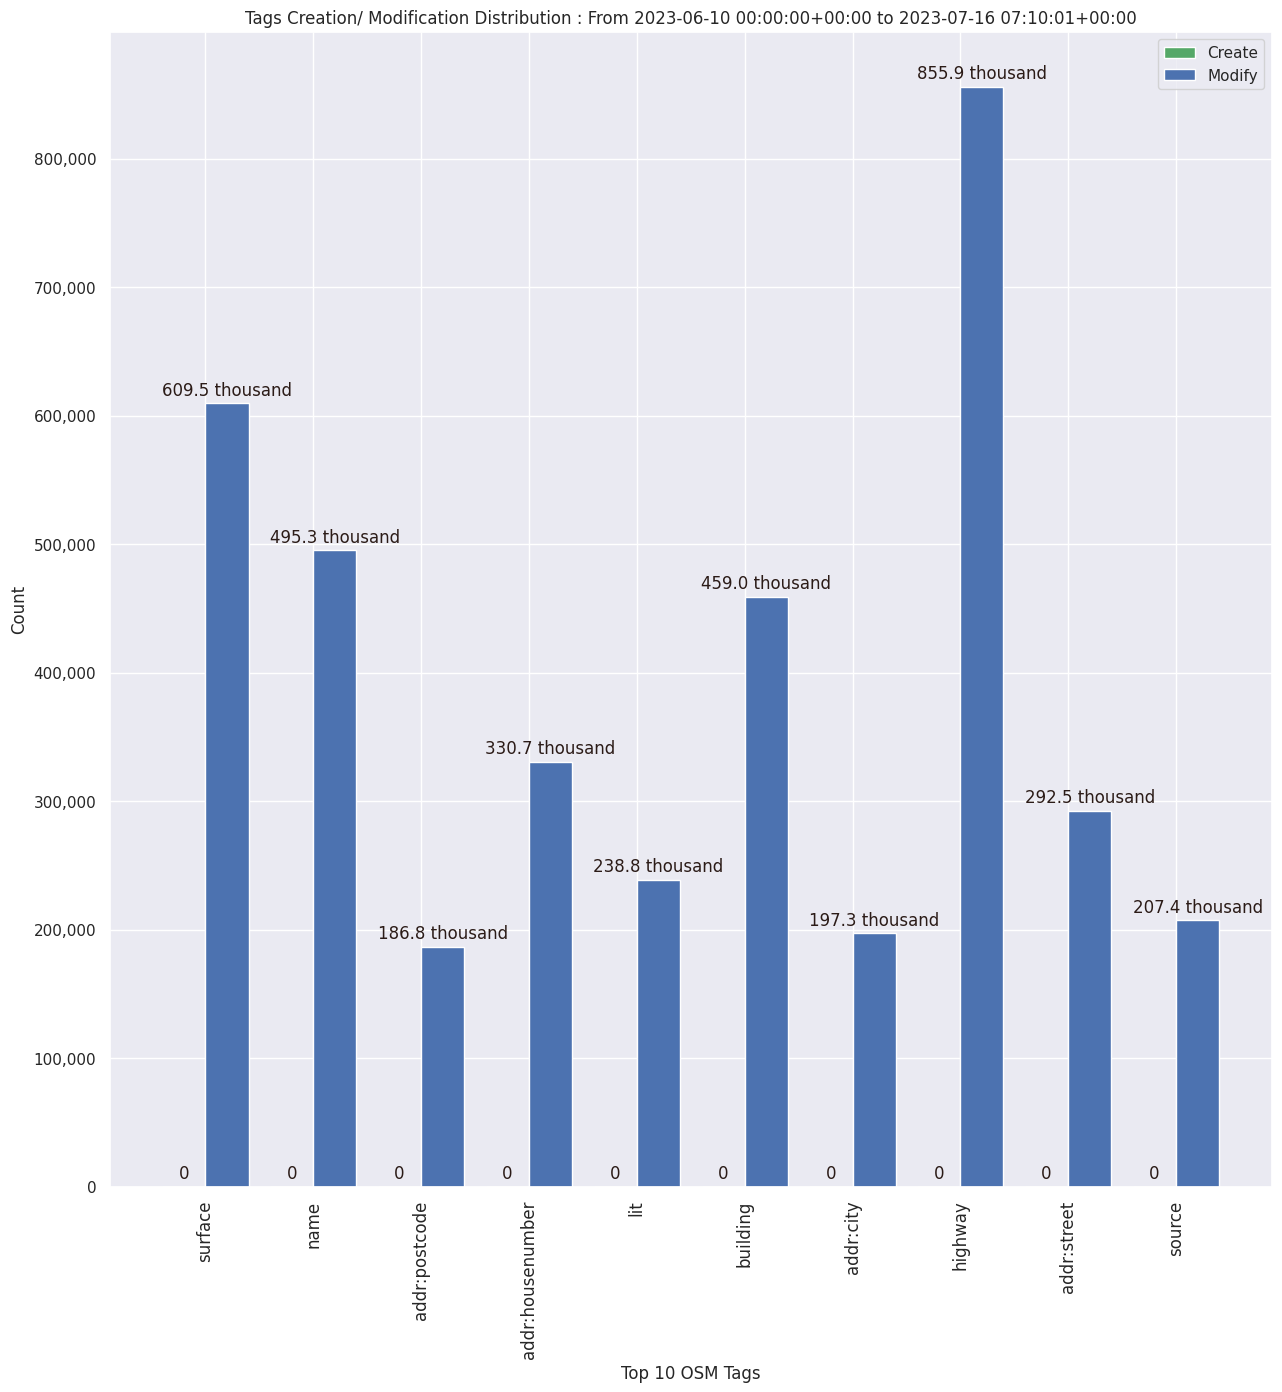 Tags Creation/ Modification Distribution : From 2023-06-10 00:00:00+00:00 to 2023-07-16 07:10:01+00:00
Create
Modify
855.9 thousand
800,000
700,000
609.5 thousand
600,000
495.3 thousand
500,000
459.0 thousand
400,000
330.7 thousand
300,000
292.5 thousand
238.8 thousand
207.4 thousand
200,000
197.3 thousand
186.8 thousand
100,000
0 0 0 0 0 0 0 0 0 0
0
Count
surface
name
addr:postcode
addr:housenumber
lit
building
addr:city
highway
addr:street
source
Top 10 OSM Tags